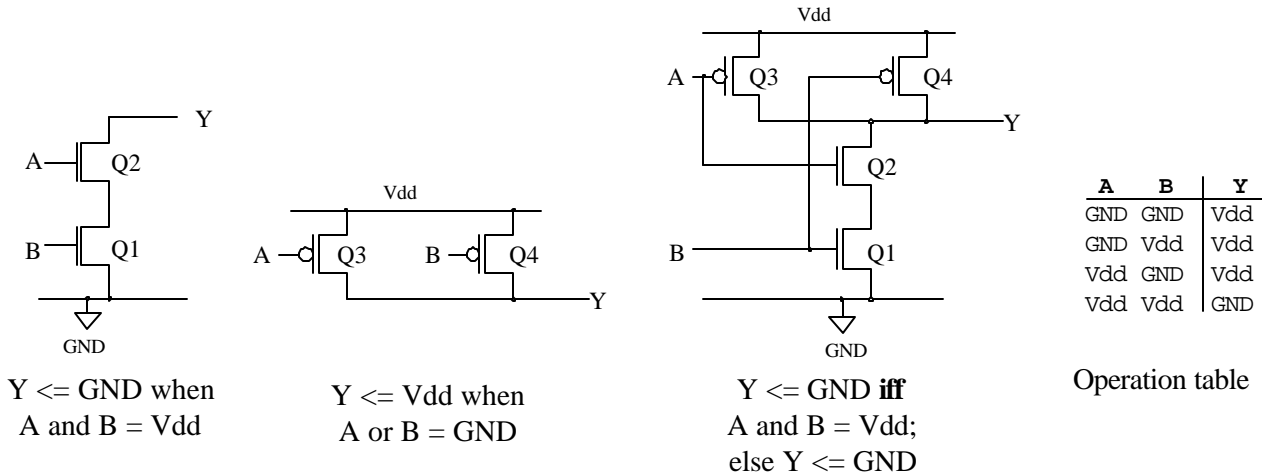 Y
A
Q2
B
Q1
GND
Y <= GND when
A and B = Vdd
Vdd
A
Q3
B
Q4
Y
Y <= Vdd when
A or B = GND
Vdd
A
Q3
Q4
Y
Q2
B
Q1
GND
Y <= GND iff
A and B = Vdd;
else Y <= GND
A B Y
GND GND Vdd
GND Vdd Vdd
Vdd GND Vdd
Vdd Vdd GND
Operation table